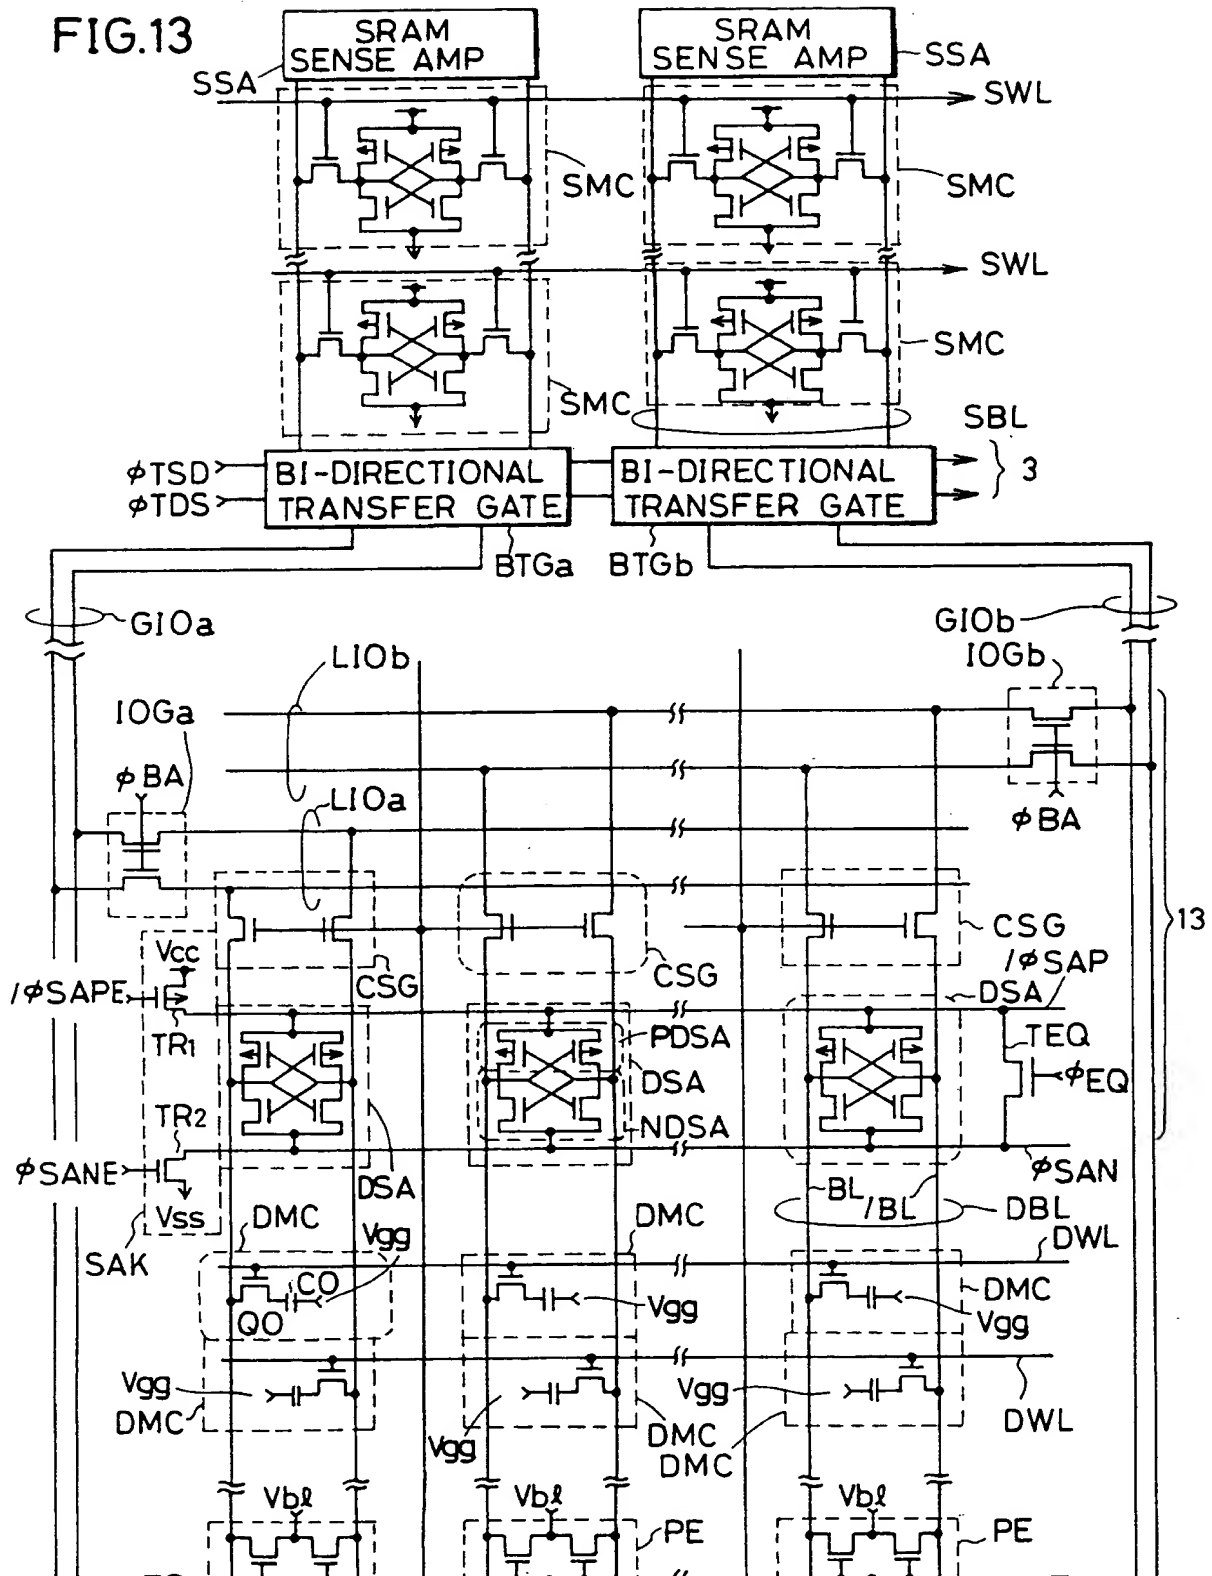 FIG.13
SRAM
SENSE AMP
SRAM
SENSE AMP
SSA
SSA
SWL
SMC
SMC
SWL
SMC
SMC
SBL
3
φTSD
φTDS
BI-DIRECTIONAL
TRANSFER GATE
BI-DIRECTIONAL
TRANSFER GATE
BTGa
BTGb
GIOa
GIOb
LIOb
IOGb
IOGa
φBA
LIOa
φBA
13
CSG
CSG
CSG
Vcc
/φSAPE
TR1
/φSAP
DSA
PDSA
DSA
NDSA
TEQ
φEQ
TR2
φSANE
Vss
SAK
DSA
φSAN
BL
/BL
DBL
DMC
Vgg
DMC
DWL
CO
QO
Vgg
DMC
Vgg
Vgg
DMC
Vgg
DMC
Vgg
DMC
DWL
Vbℓ
Vbℓ
Vbℓ
PE
PE